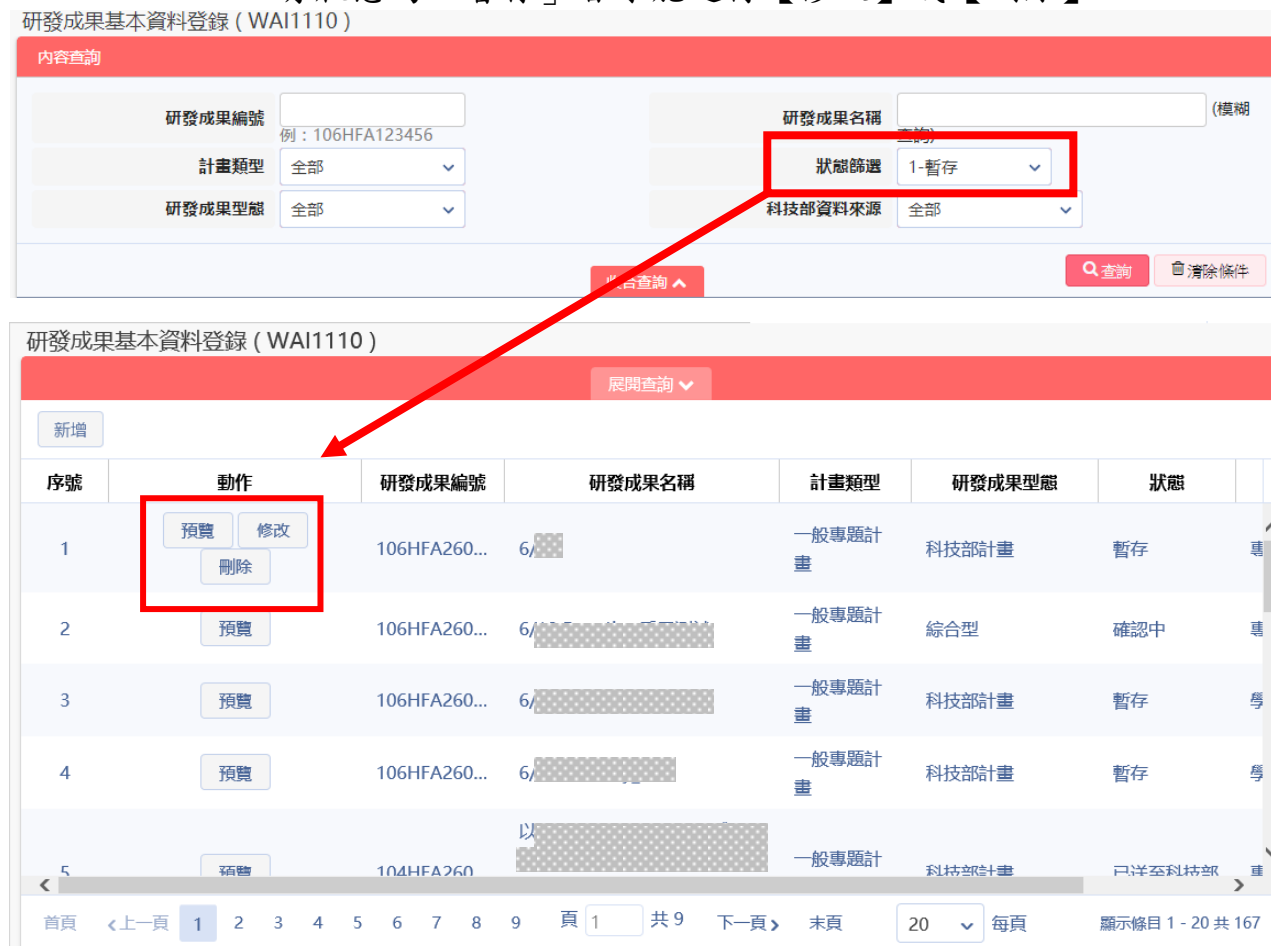 研發成果基本資料登錄 ( WAI1110 )
內容查詢
研發成果編號
例：106HFA123456
研發成果名稱 (模糊
計畫類型 全部
狀態篩選 1-暫存
研發成果型態 全部
科技部資料來源 全部
查詢 清除條件
查詢
研發成果基本資料登錄 ( WAI1110 )
展開查詢
新增
序號 動作 研發成果編號 研發成果名稱 計畫類型 研發成果型態 狀態
1 預覽 修改 刪除 106HFA260... 6/ 一般專題計畫 科技部計畫 暫存
2 預覽 106HFA260... 6/ 一般專題計畫 綜合型 確認中
3 預覽 106HFA260... 6/ 一般專題計畫 科技部計畫 暫存 學
4 預覽 106HFA260... 6/ 一般專題計畫 科技部計畫 暫存 學
5 預覽 104HFA260 以 一般專題計 科技部計畫 已送至科技部
首頁 ‹上一頁 1 2 3 4 5 6 7 8 9 頁 1 共 9 下一頁› 末頁 20 每頁 顯示條目 1 - 20 共 167